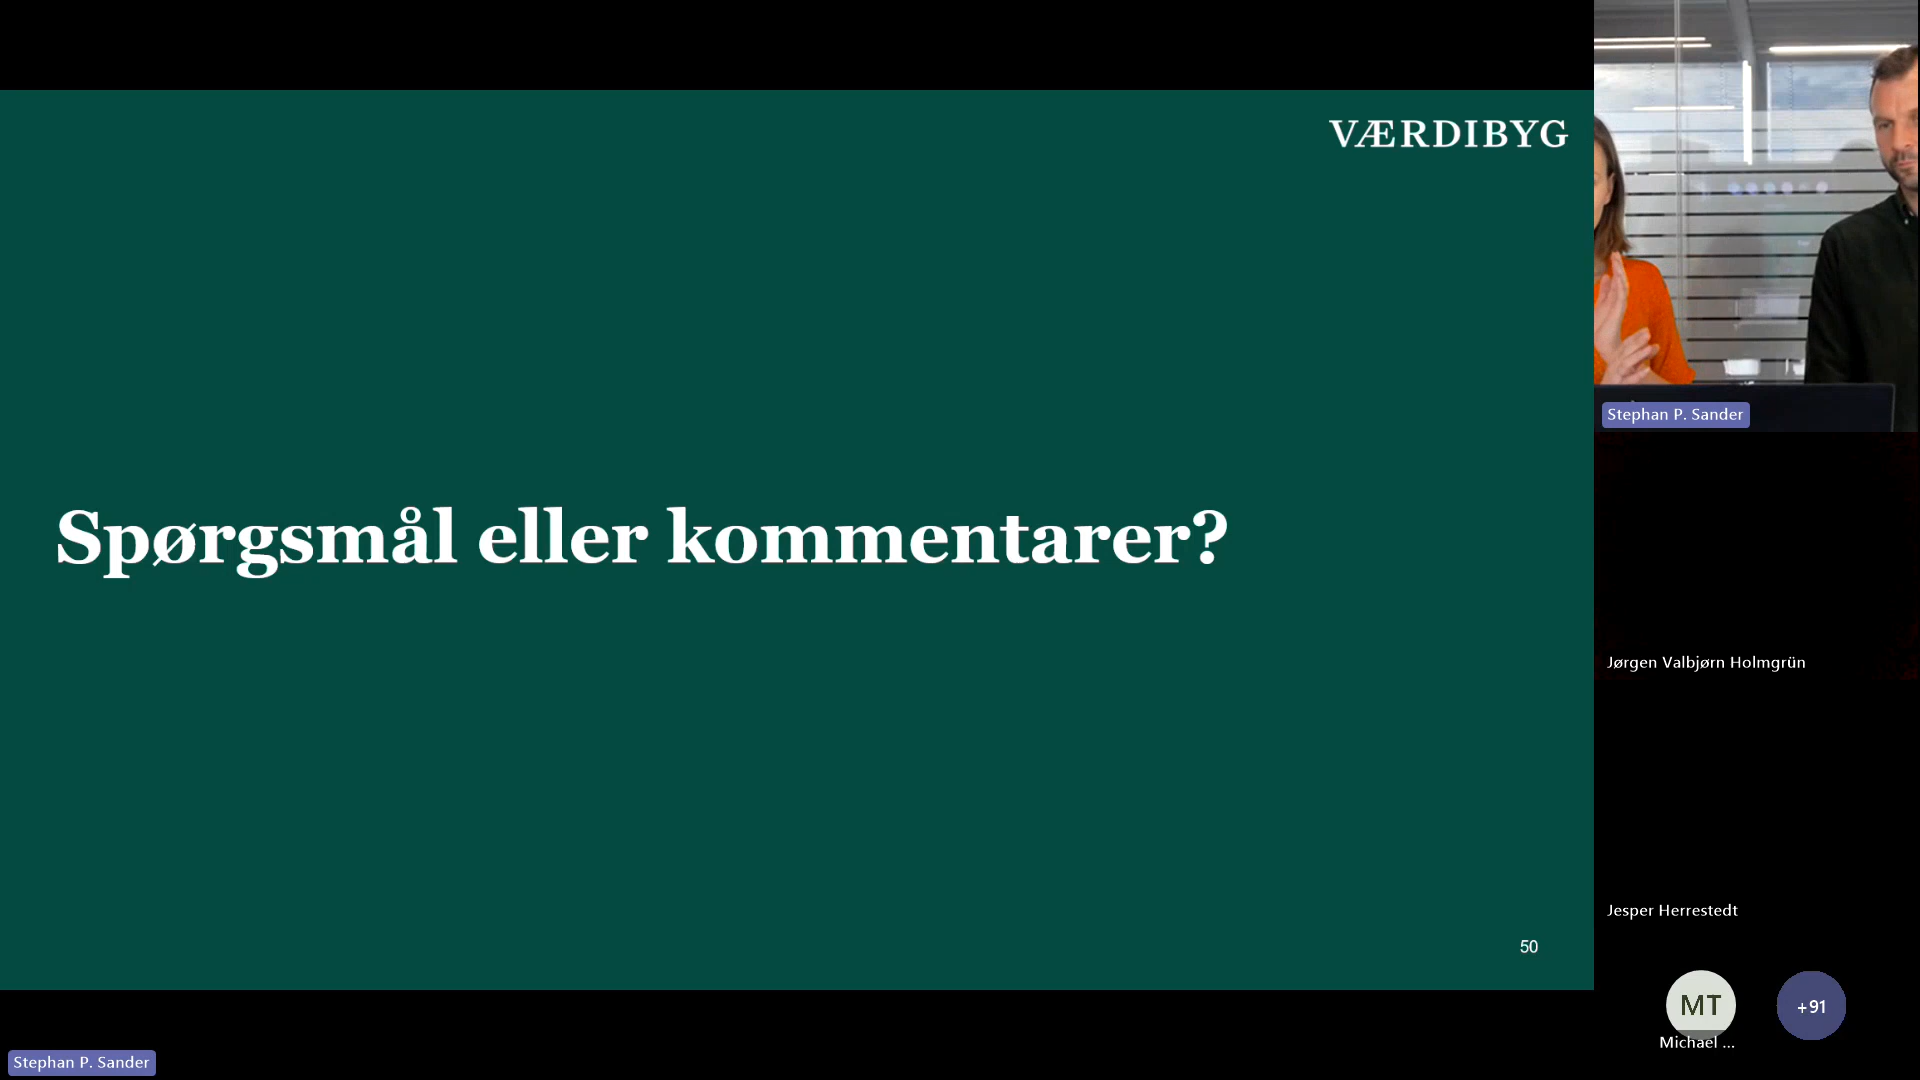 VÆRDIBYG
Spørgsmål eller kommentarer?
50
Stephan P. Sander
Jørgen Valbjørn Holmgrün
Jesper Herrestedt
MT
+91
Michael ...
Stephan P. Sander